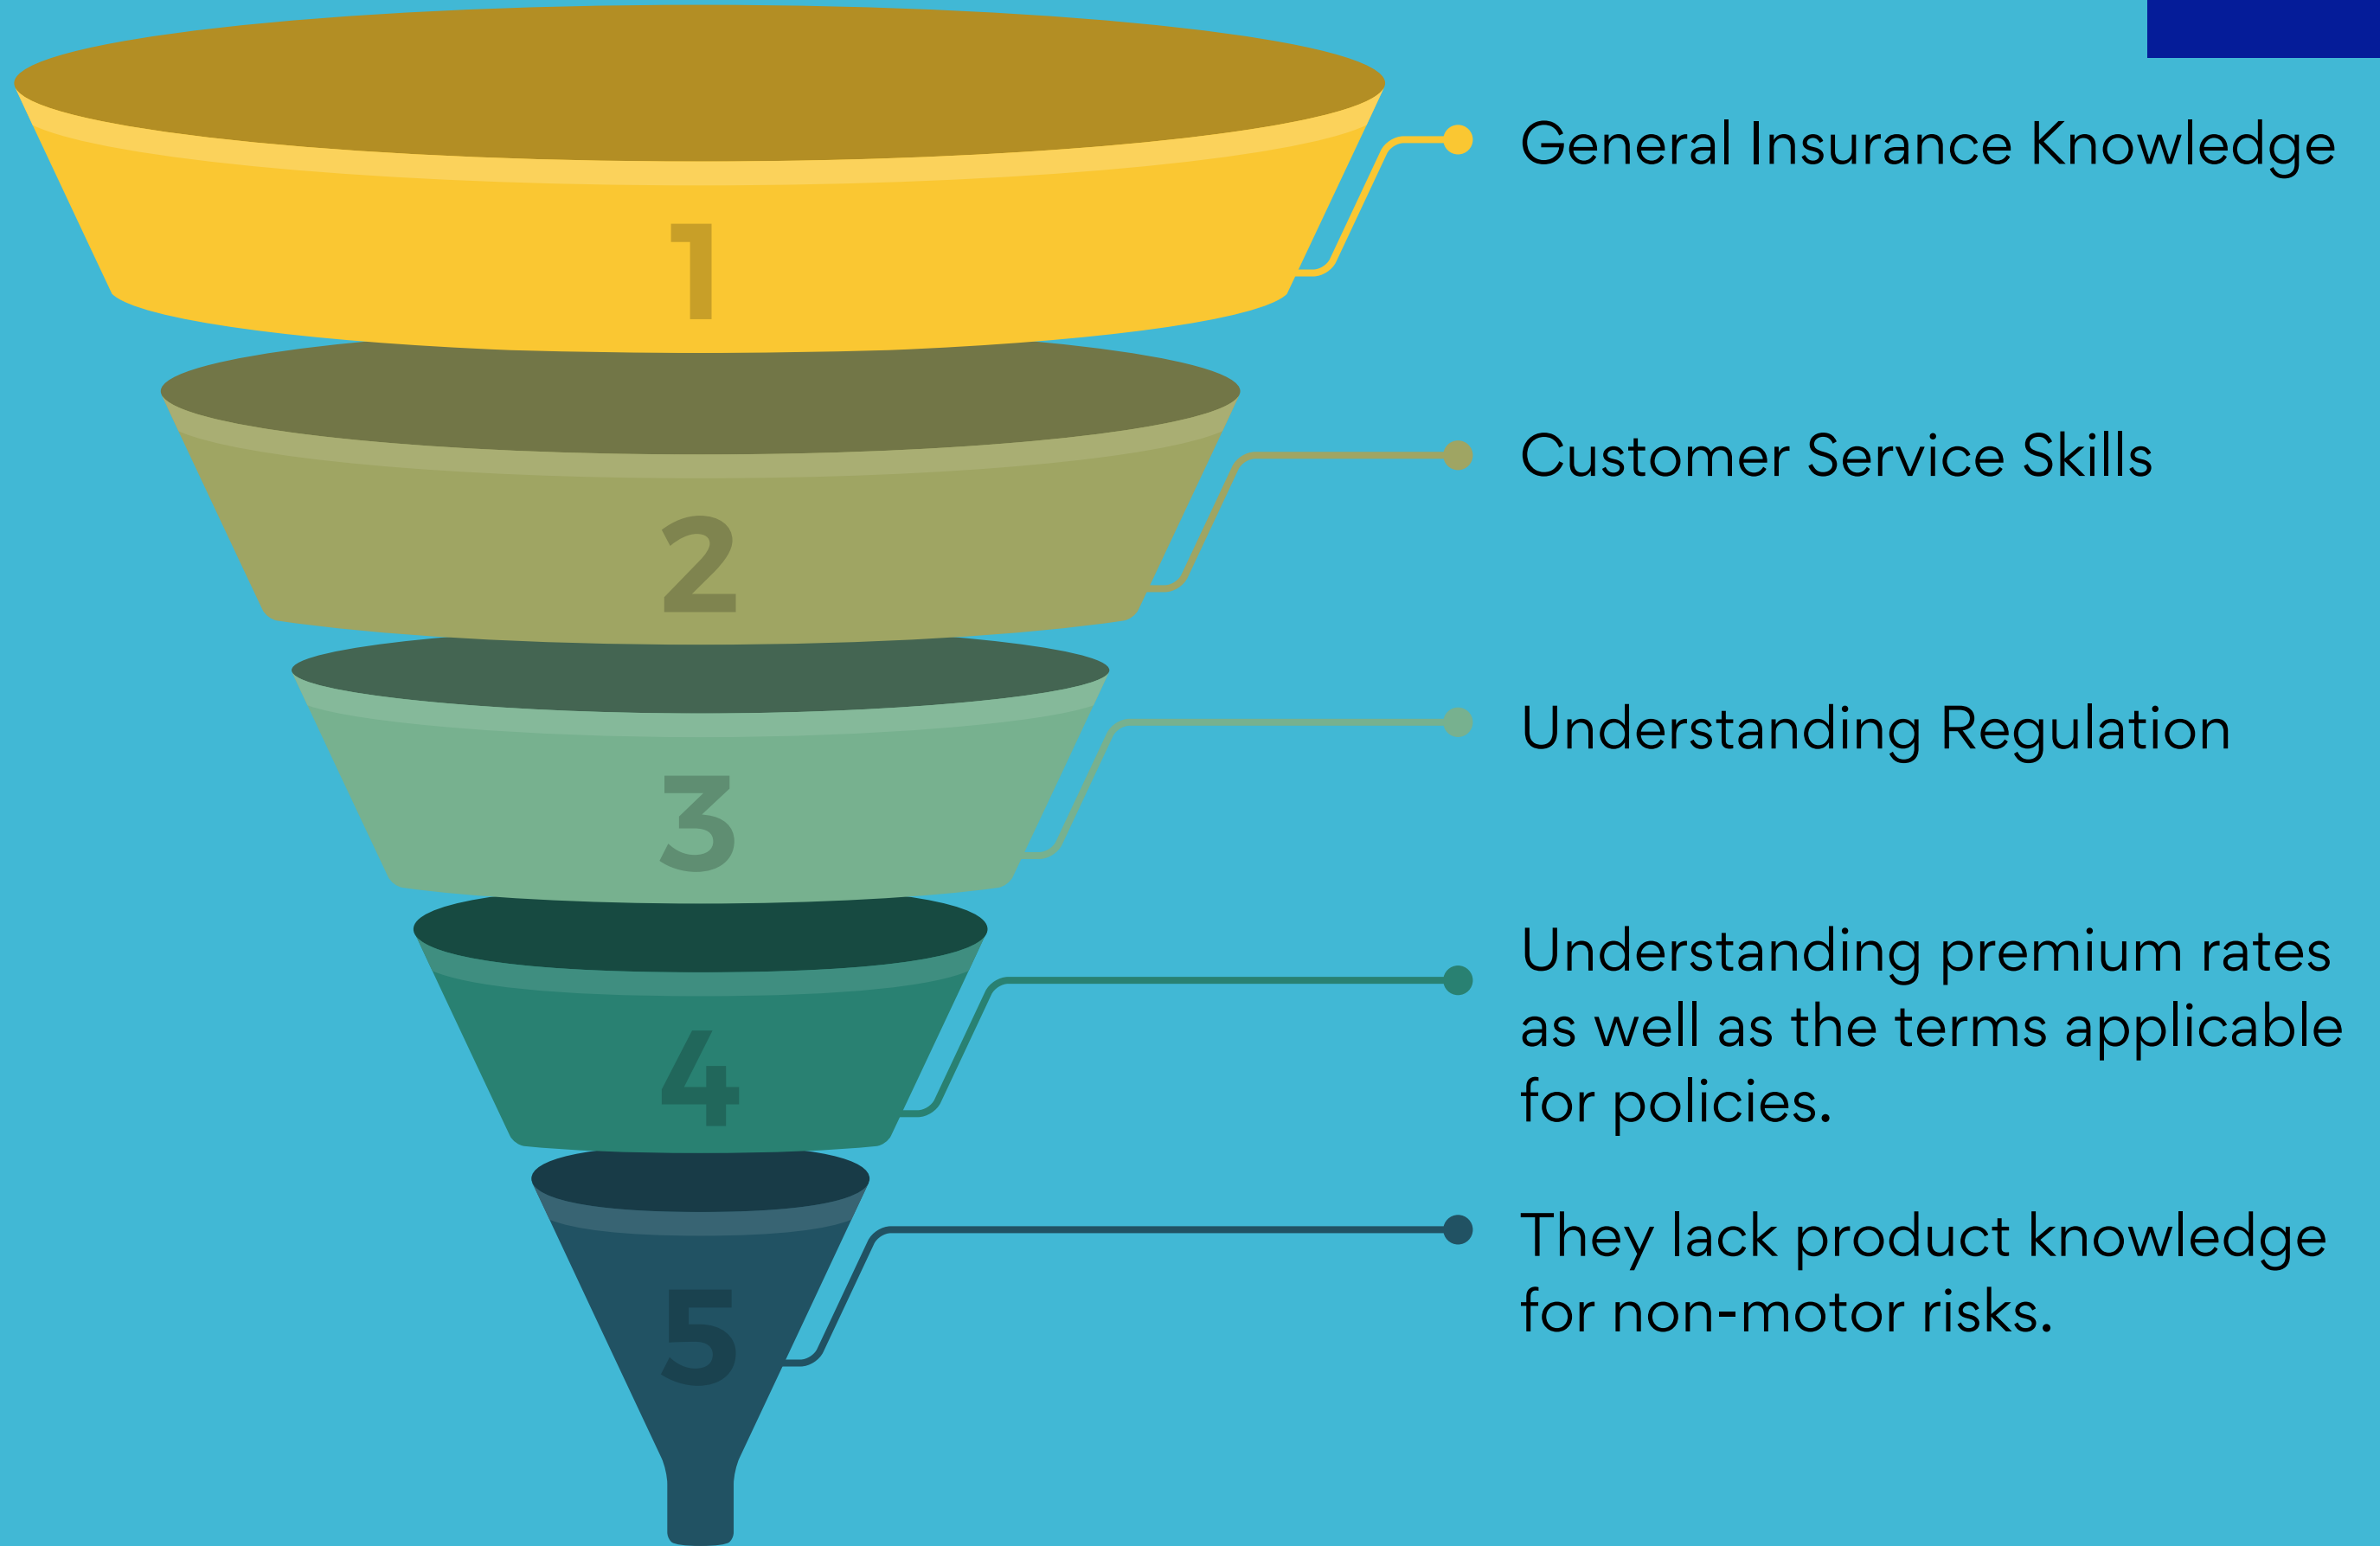 1
General Insurance Knowledge
2
Customer Service Skills
3
Understanding Regulation
4
Understanding premium rates
as well as the terms applicable
for policies.
5
They lack product knowledge
for non-motor risks.